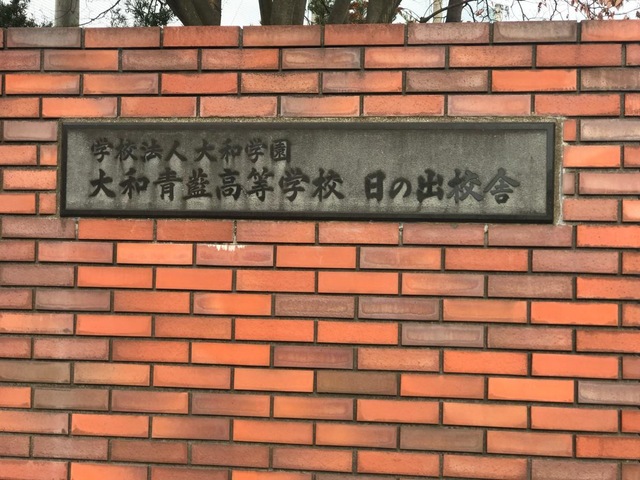 学校法人 大和学園
大和青藍高等学校 日の出校舎